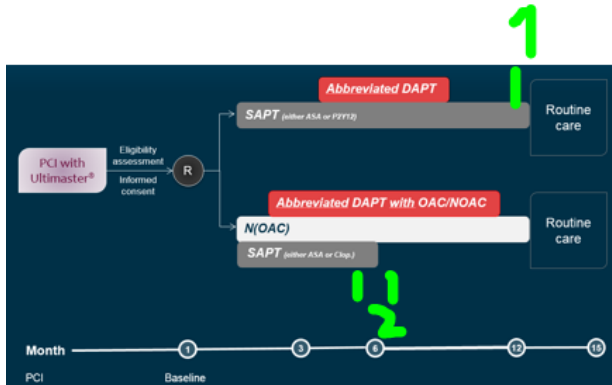 1
Abbreviated DAPT
SAPT (either ASA or P2Y12)
Routine
care
PCI with
Ultimaster®
Eligibility
assessment
Informed
consent
R
Abbreviated DAPT with OAC/NOAC
N(OAC)
SAPT (either ASA or Clop.)
Routine
care
2
Month 1 3 6 12 15
PCI Baseline